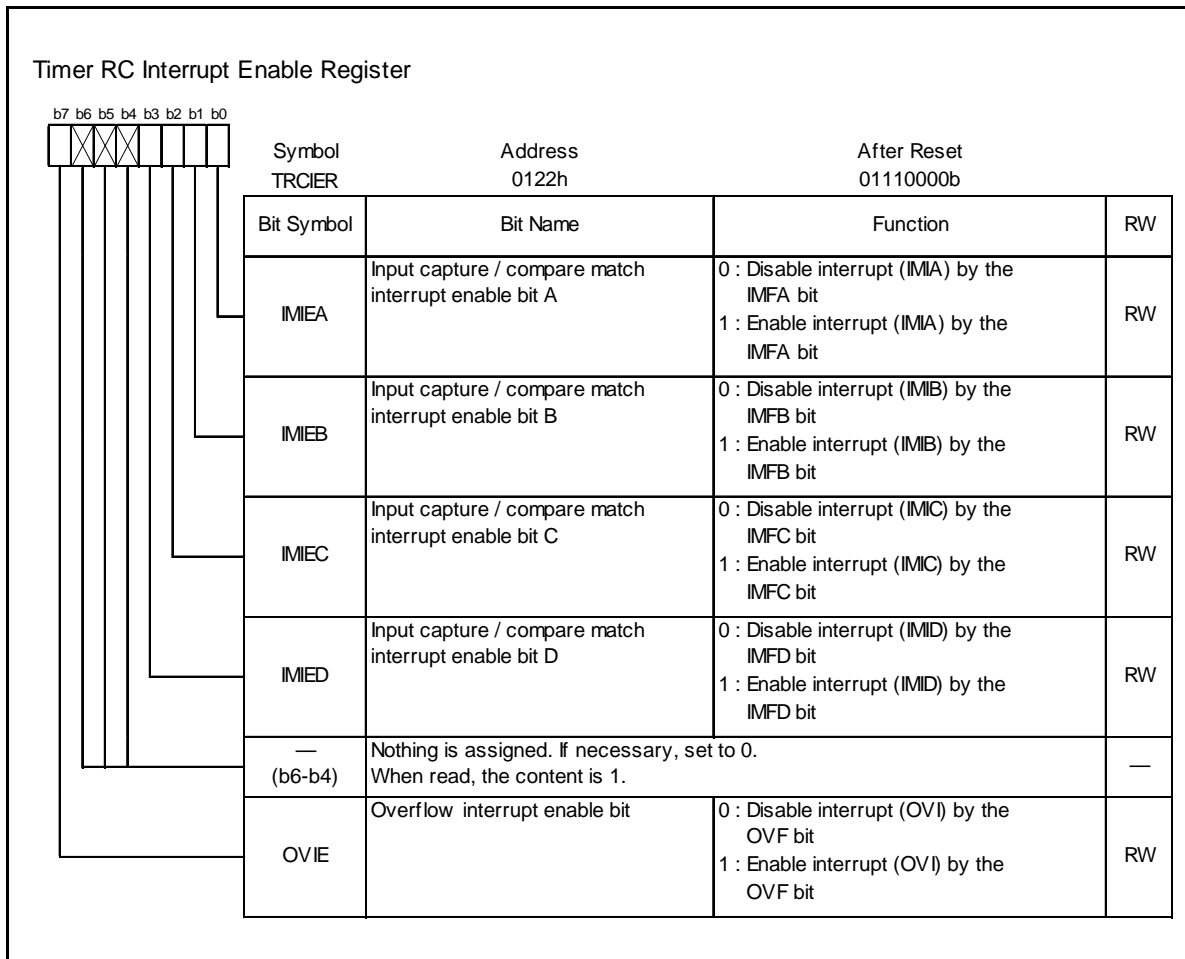 Timer RC Interrupt Enable Register
b7 b6 b5 b4 b3 b2 b1 b0
Symbol Address After Reset
TRCIER 0122h 01110000b
Bit Symbol Bit Name Function RW
IMIEA
Input capture / compare match
interrupt enable bit A
0 : Disable interrupt (IMIA) by the
IMFA bit
1 : Enable interrupt (IMIA) by the
IMFA bit
RW
IMIEB
Input capture / compare match
interrupt enable bit B
0 : Disable interrupt (IMIB) by the
IMFB bit
1 : Enable interrupt (IMIB) by the
IMFB bit
RW
IMIEC
Input capture / compare match
interrupt enable bit C
0 : Disable interrupt (IMIC) by the
IMFC bit
1 : Enable interrupt (IMIC) by the
IMFC bit
RW
IMIED
Input capture / compare match
interrupt enable bit D
0 : Disable interrupt (IMID) by the
IMFD bit
1 : Enable interrupt (IMID) by the
IMFD bit
RW
—
(b6-b4)
Nothing is assigned. If necessary, set to 0.
When read, the content is 1.
—
OVIE
Overflow interrupt enable bit
0 : Disable interrupt (OVI) by the
OVF bit
1 : Enable interrupt (OVI) by the
OVF bit
RW